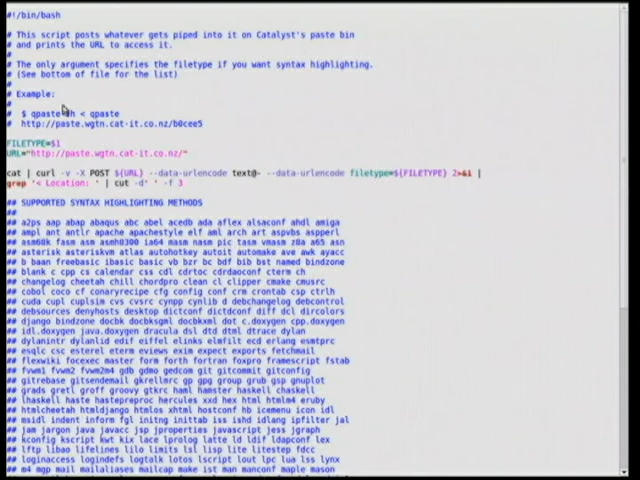 #!/bin/bash
# This script posts whatever gets piped into it on Catalyst's paste bin
# and prints the URL to access it.
#
# The only argument specifies the filetype if you want syntax highlighting.
# (See bottom of file for the list)
#
# Example:
#
#  $ qpaste sh < qpaste
#  http://paste.wgtn.cat-it.co.nz/b0cee5
FILETYPE=$1
URL="http://paste.wgtn.cat-it.co.nz/"
cat | curl -v -X POST ${URL} --data-urlencode text@- --data-urlencode filetype=${FILETYPE} 2>&1 |
grep '< Location: ' | cut -d' ' -f 3
## SUPPORTED SYNTAX HIGHLIGHTING METHODS
##
## a2ps aap abap abaqus abc abel acedb ada aflex alsaconf ahdl amiga
## ampl ant antlr apache apachestyle elf aml arch art aspvbs aspperl
## asm68k fasm asm asmh8300 ia64 masm nasm pic tasm vmasm z8a a65 asn
## asterisk asteriskvm atlas autohotkey autoit automake ave awk ayacc
## b baan freebasic ibasic basic vb bzr bc bdf bib bst named bindzone
## blank c cpp cs calendar css cdl cdrtoc cdrdaoconf cterm ch
## changelog cheetah chill chordpro clean cl clipper cmake cmusrc
## cobol coco cf conaryrecipe cfg config conf crm crontab csp ctrlh
## cuda cupl cuplsim cvs cvsrc cynpp cynlib d debchangelog debcontrol
## debsources denyhosts desktop dictconf dictdconf diff dcl dircolors
## django bindzone docbk docbksgml docbkxml dot c.doxygen cpp.doxygen
## idl.doxygen java.doxygen dracula dsl dtd dtml dtrace dylan
## dylanintr dylanlid edif eiffel elinks elmfilt ecd erlang esmtprc
## esqlc csc esterel eterm eviews exim expect exports fetchmail
## flexwiki focexec master form forth fortran foxpro framescript fstab
## fvwm1 fvwm2 fvwm2m4 gdb gdmo gedcom git gitcommit gitconfig
## gitrebase gitsendemail gkrellmrc gp gpg group grub gsp gnuplot
## grads gretl groff groovy gtkrc haml hamster haskell chaskell
## lhaskell haste hastepreproc hercules xxd hex html html4 eruby
## htmlcheetah htmldjango htmlos xhtml hostconf hb icemenu icon idl
## msidl indent inform fgl initng inittab iss ishd idlang ipfilter jal
## jam jargon java javacc jsp jproperties javascript jess jgraph
## kconfig kscript kwt kix lace lprolog latte ld ldif ldapconf lex
## lftp libao lifelines lilo limits lsl lisp lite litestep fdcc
## loginaccess logindefs logtalk lotos lscript lout lpc lua lss lynx
## m4 mgp mail mailaliases mailcap make ist man manconf maple mason